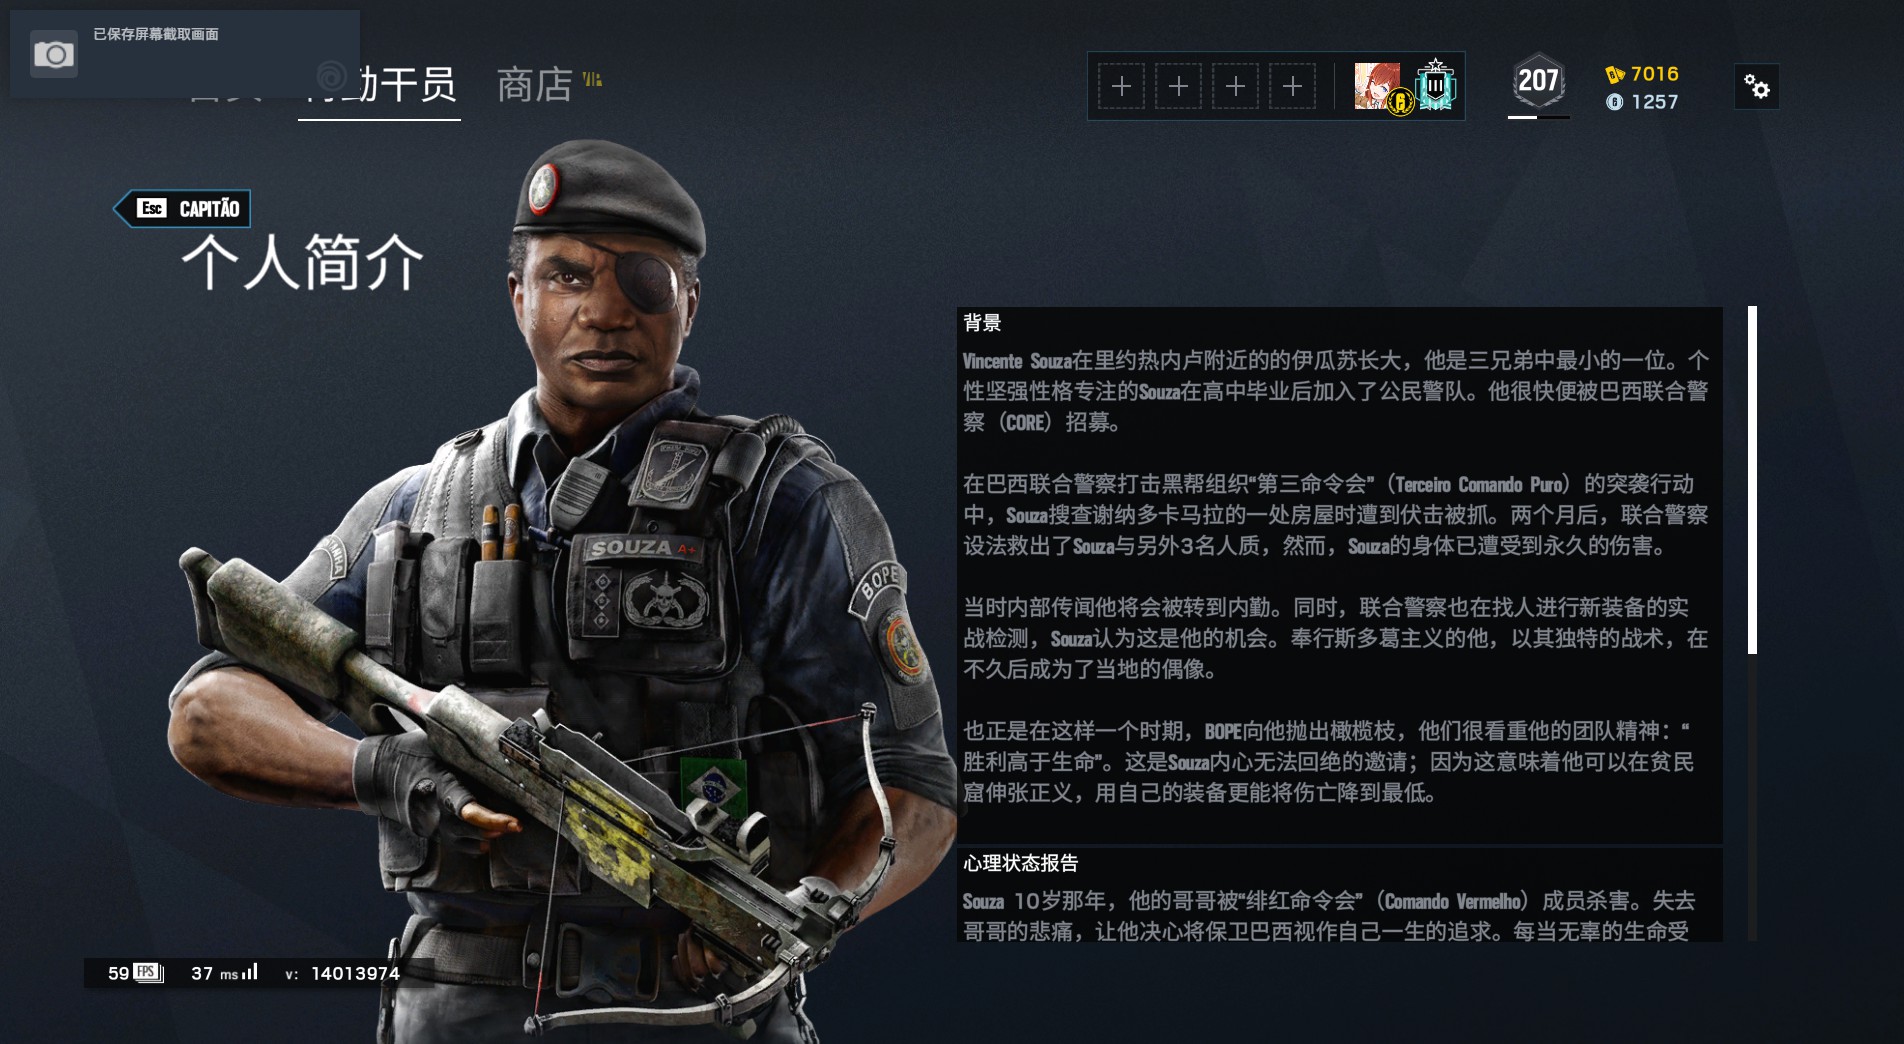 已保存屏幕截取画面
动干员
商店
207
7016
1257
Esc CAPITÃO
个人简介
背景
Vincente Souza在里约热内卢附近的的伊瓜苏长大，他是三兄弟中最小的一位。个
性坚强性格专注的Souza在高中毕业后加入了公民警队。他很快便被巴西联合警
察（CORE）招募。
在巴西联合警察打击黑帮组织“第三命令会”（Terceiro Comando Puro）的突袭行动
中，Souza搜查谢纳多卡马拉的一处房屋时遭到伏击被抓。两个月后，联合警察
设法救出了Souza与另外3名人质，然而，Souza的身体已遭受到永久的伤害。
当时内部传闻他将会被转到内勤。同时，联合警察也在找人进行新装备的实
战检测，Souza认为这是他的机会。奉行斯多葛主义的他，以其独特的战术，在
不久后成为了当地的偶像。
也正是在这样一个时期，BOPE向他抛出橄榄枝，他们很看重他的团队精神：“
胜利高于生命”。这是Souza内心无法回绝的邀请；因为这意味着他可以在贫民
窟伸张正义，用自己的装备更能将伤亡降到最低。
心理状态报告
Souza 10岁那年，他的哥哥被“绯红命令会”（Comando Vermelho）成员杀害。失去
哥哥的悲痛，让他决心将保卫巴西视作自己一生的追求。每当无辜的生命受
SOUZA A+
BOPE
59 FPS 37 ms v: 14013974